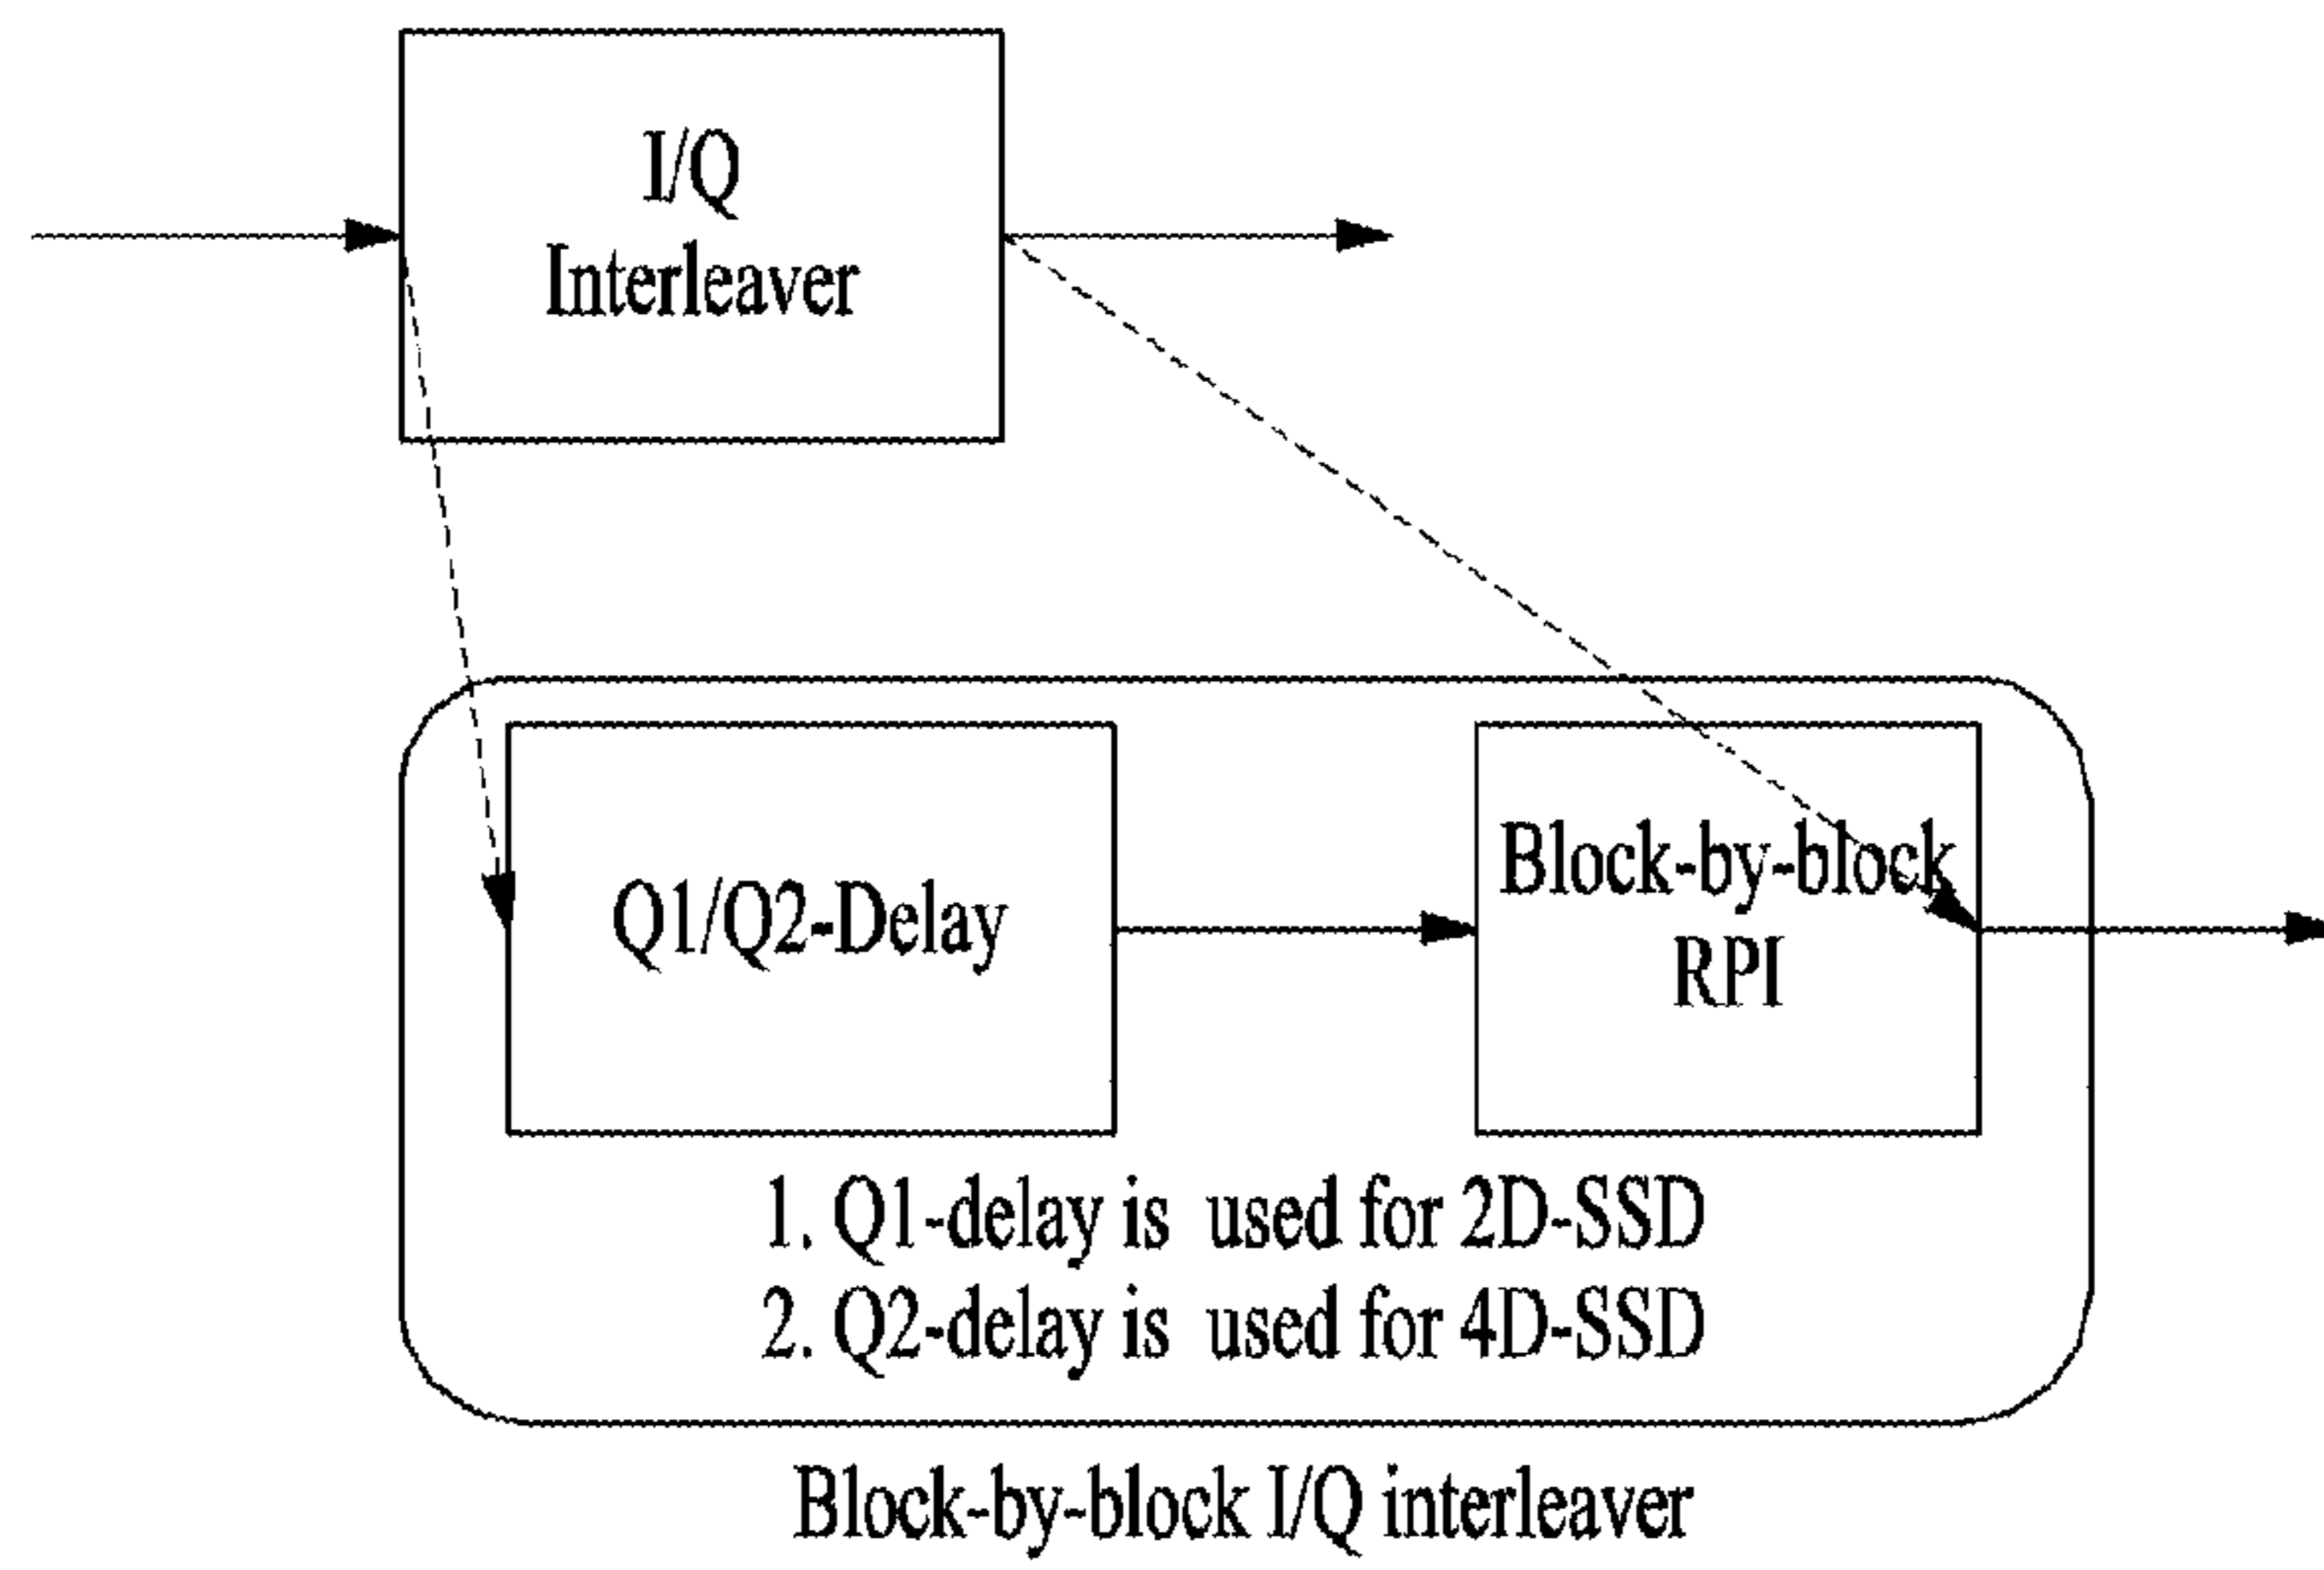 I/Q
Interleaver
Q1/Q2-Delay
Block-by-block
RPI
1. Q1-delay is used for 2D-SSD
2. Q2-delay is used for 4D-SSD
Block-by-block I/Q interleaver